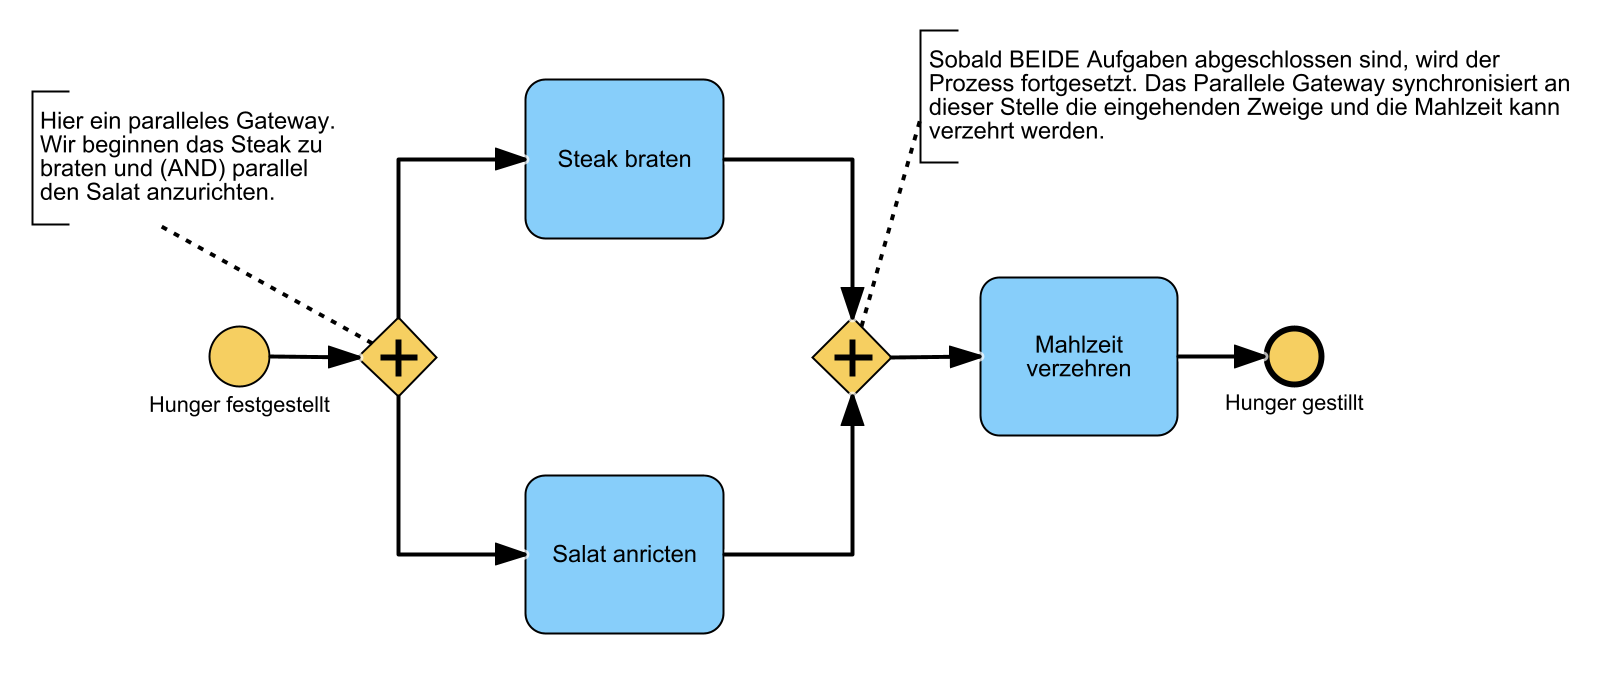 Hier ein paralleles Gateway.
Wir beginnen das Steak zu
braten und (AND) parallel
den Salat anzurichten.
Sobald BEIDE Aufgaben abgeschlossen sind, wird der
Prozess fortgesetzt. Das Parallele Gateway synchronisiert an
dieser Stelle die eingehenden Zweige und die Mahlzeit kann
verzehrt werden.
Hunger festgestellt
Steak braten
Salat anricten
Mahlzeit
verzehren
Hunger gestillt